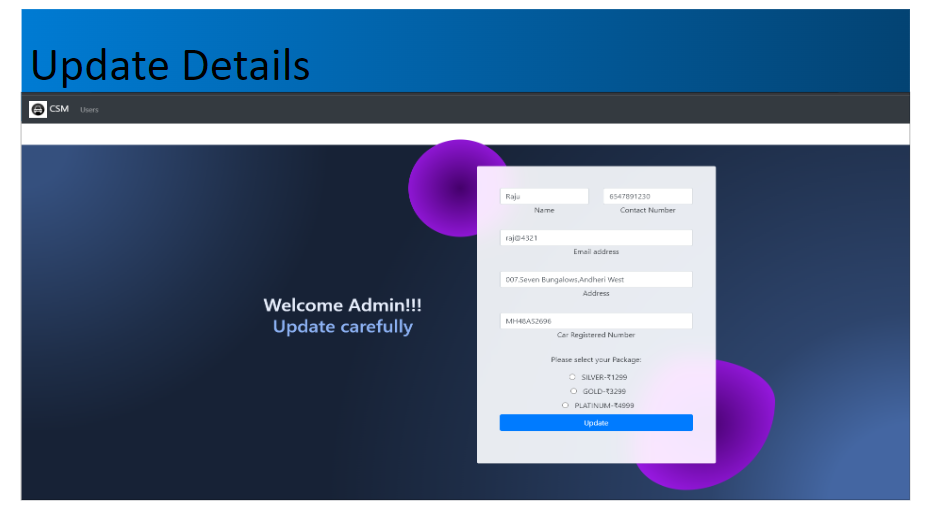 Update Details
CSM Users
Raju 6547891230
Name Contact Number
raj@4321
Email address
007,Seven Bungalows,Andheri West
Address
Welcome Admin!!!
Update carefully
MH48AS2696
Car Registered Number
Please select your Package:
SILVER-₹1299
GOLD-₹3299
PLATINUM-₹4999
Update